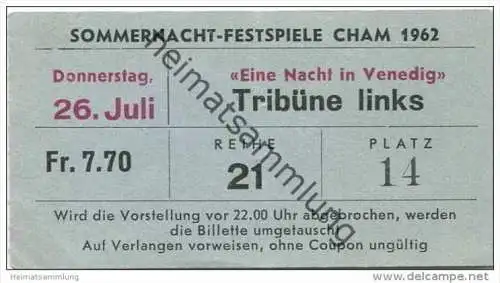 SOMMERNACHT-FESTSPIELE CHAM 1962
Donnerstag,
26. Juli
«Eine Nacht in Venedig»
Tribüne links
Fr. 7.70
REIHE
21
PLATZ
14
Wird die Vorstellung vor 22.00 Uhr abgebrochen, werden
die Billette umgetauscht
Auf Verlangen vorweisen, ohne Coupon ungültig
heimatsammlung
Heimatsammlung
delcampe.net